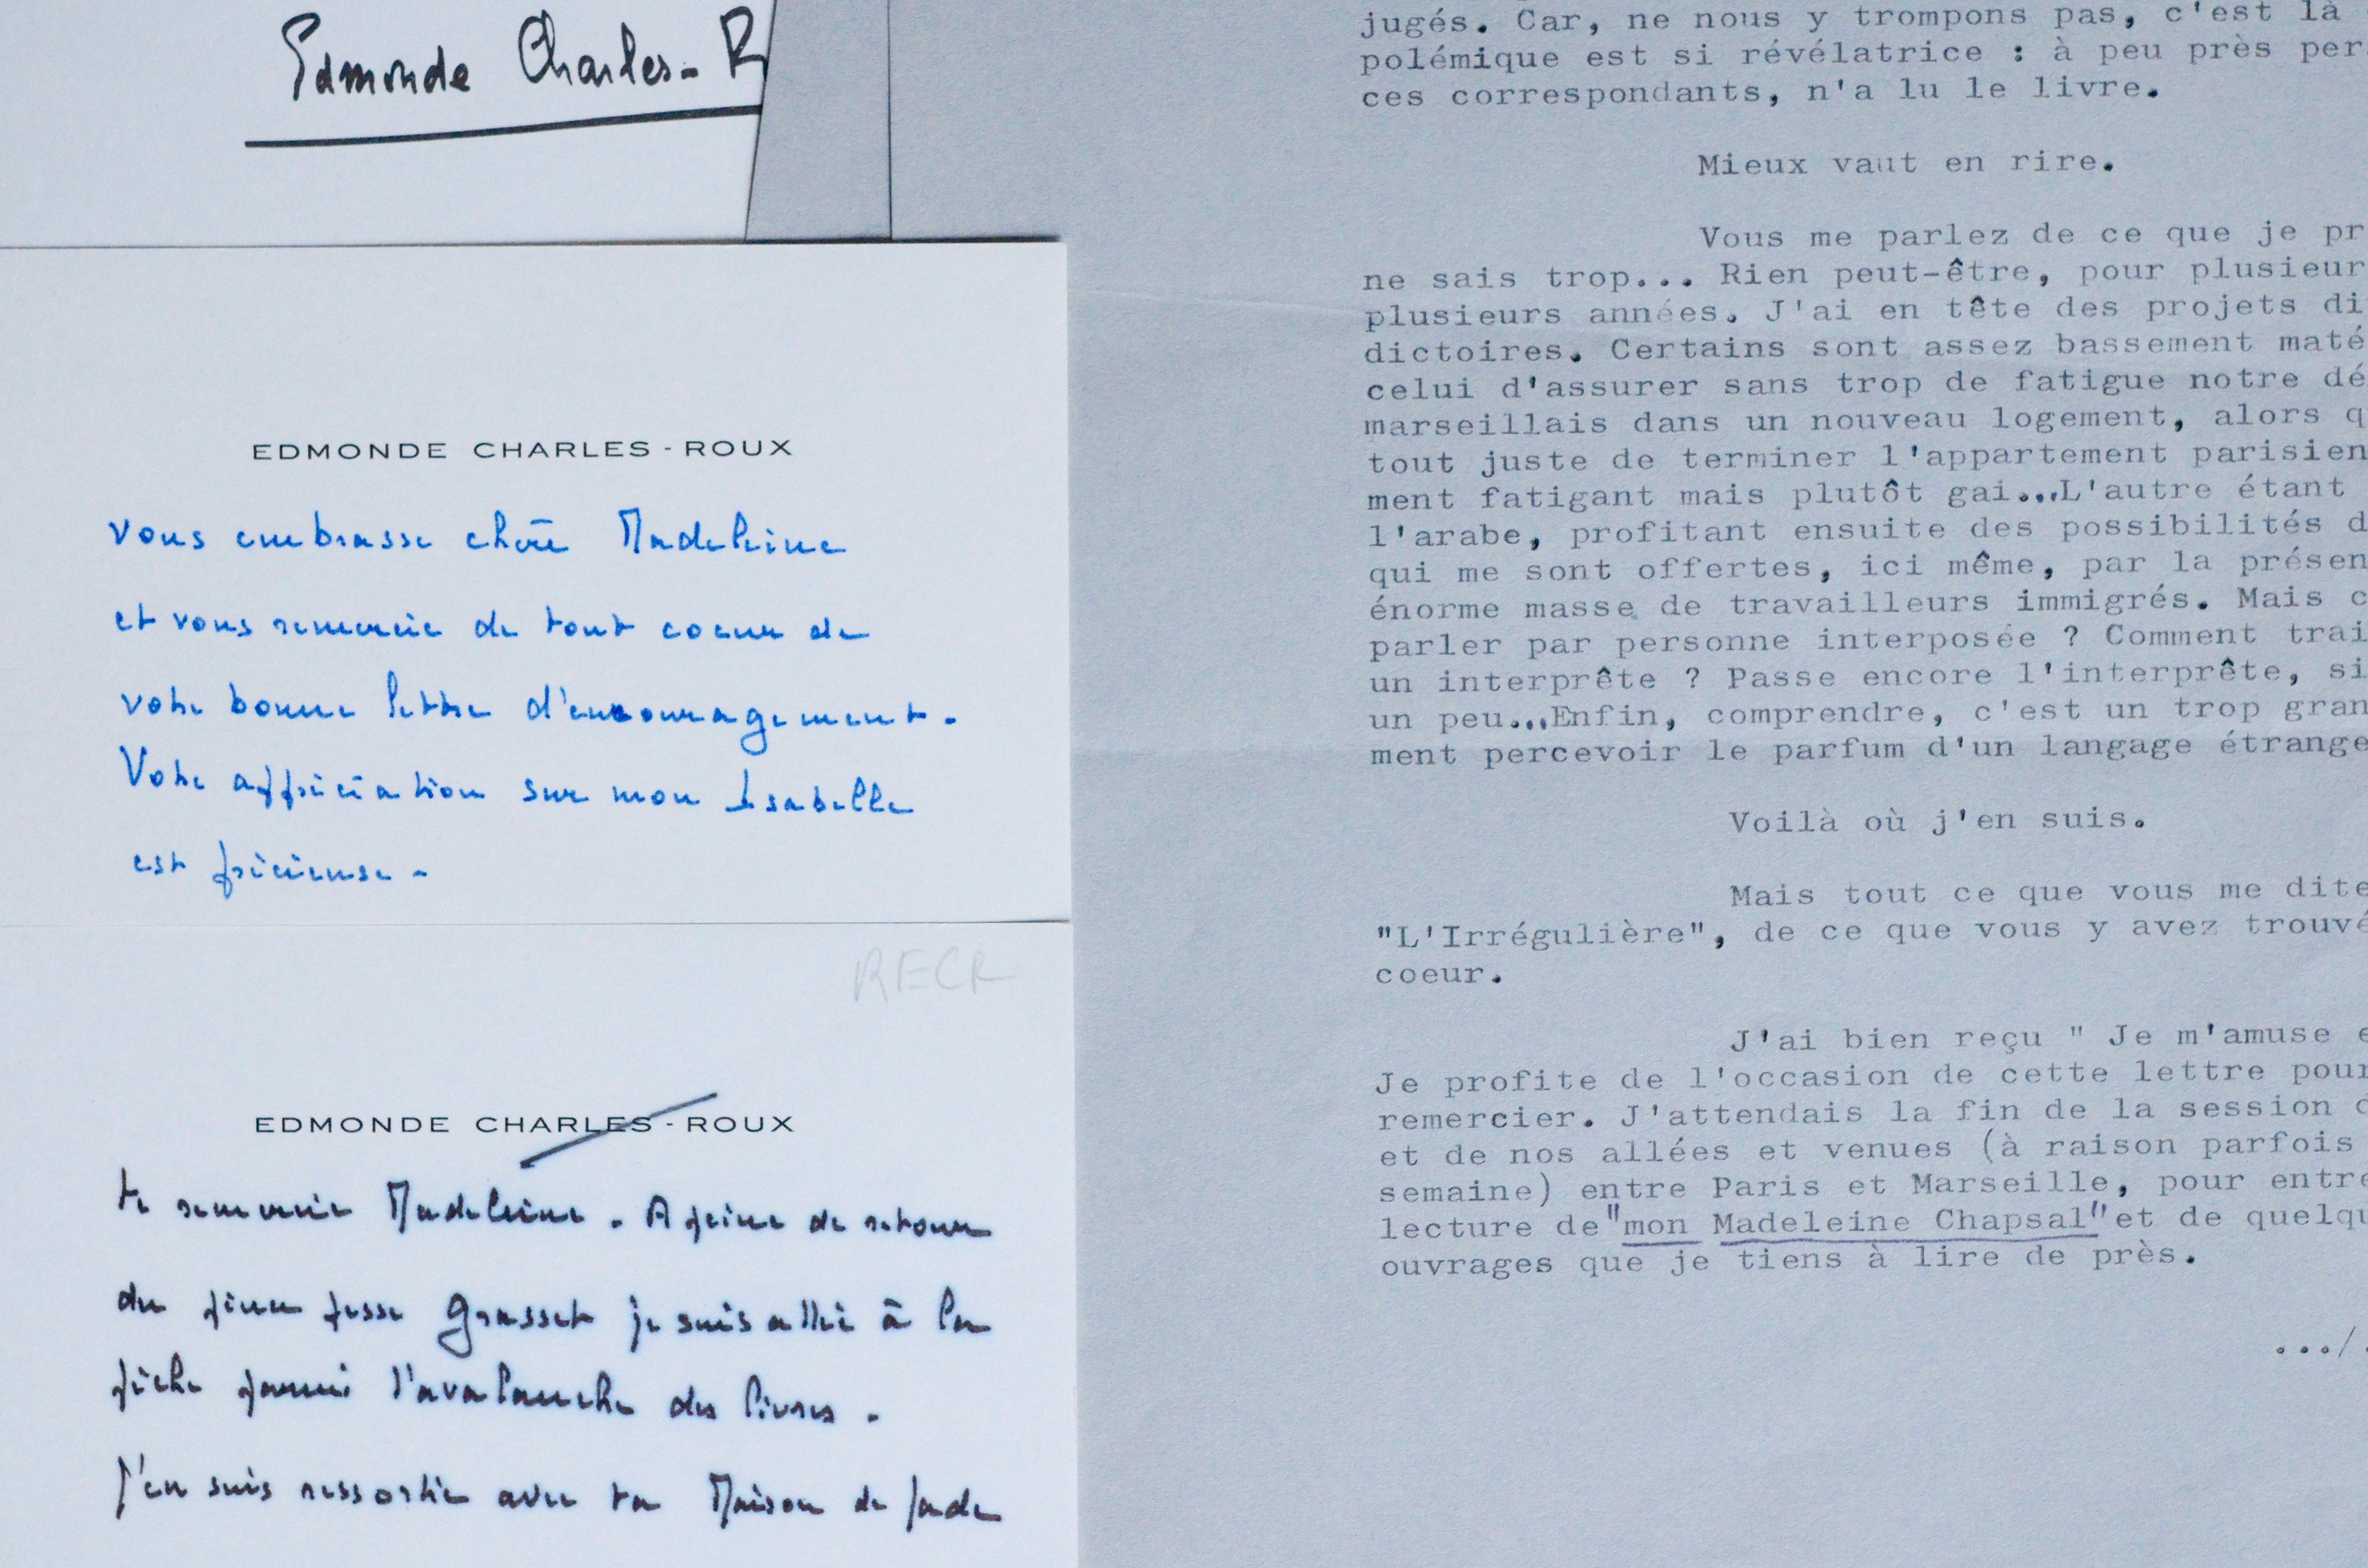 Edmonde Charles-R
EDMONDE CHARLES-ROUX
vous embrasse chère Madeleine
et vous remercie de tout coeur de
votre bonne lettre d'encouragement.
Votre appréciation sur mon Isabelle
est précieuse.
RECR
EDMONDE CHARLES-ROUX
te remercie Madeleine. A peine de retour
du pince fesse Grasset je suis allée à la
pêche parmi l'avalanche des livres.
J'en suis ressortie avec ta Maison de Jade
jugés. Car, ne nous y trompons pas, c'est là
polémique est si révélatrice : à peu près per
ces correspondants, n'a lu le livre.
Mieux vaut en rire.
Vous me parlez de ce que je pr
ne sais trop... Rien peut-être, pour plusieur
plusieurs années. J'ai en tête des projets di
dictoires. Certains sont assez bassement maté
celui d'assurer sans trop de fatigue notre dé
marseillais dans un nouveau logement, alors q
tout juste de terminer l'appartement parisien
ment fatigant mais plutôt gai...L'autre étant
l'arabe, profitant ensuite des possibilités d
qui me sont offertes, ici même, par la présen
énorme masse de travailleurs immigrés. Mais c
parler par personne interposée ? Comment trai
un interprête ? Passe encore l'interprête, si
un peu...Enfin, comprendre, c'est un trop gran
ment percevoir le parfum d'un langage étrange
Voilà où j'en suis.
Mais tout ce que vous me dite
"L'Irrégulière", de ce que vous y avez trouvé
coeur.
J'ai bien reçu " Je m'amuse e
Je profite de l'occasion de cette lettre pour
remercier. J'attendais la fin de la session d
et de nos allées et venues (à raison parfois
semaine) entre Paris et Marseille, pour entre
lecture de "mon Madeleine Chapsal" et de quelqu
ouvrages que je tiens à lire de près.
.../.